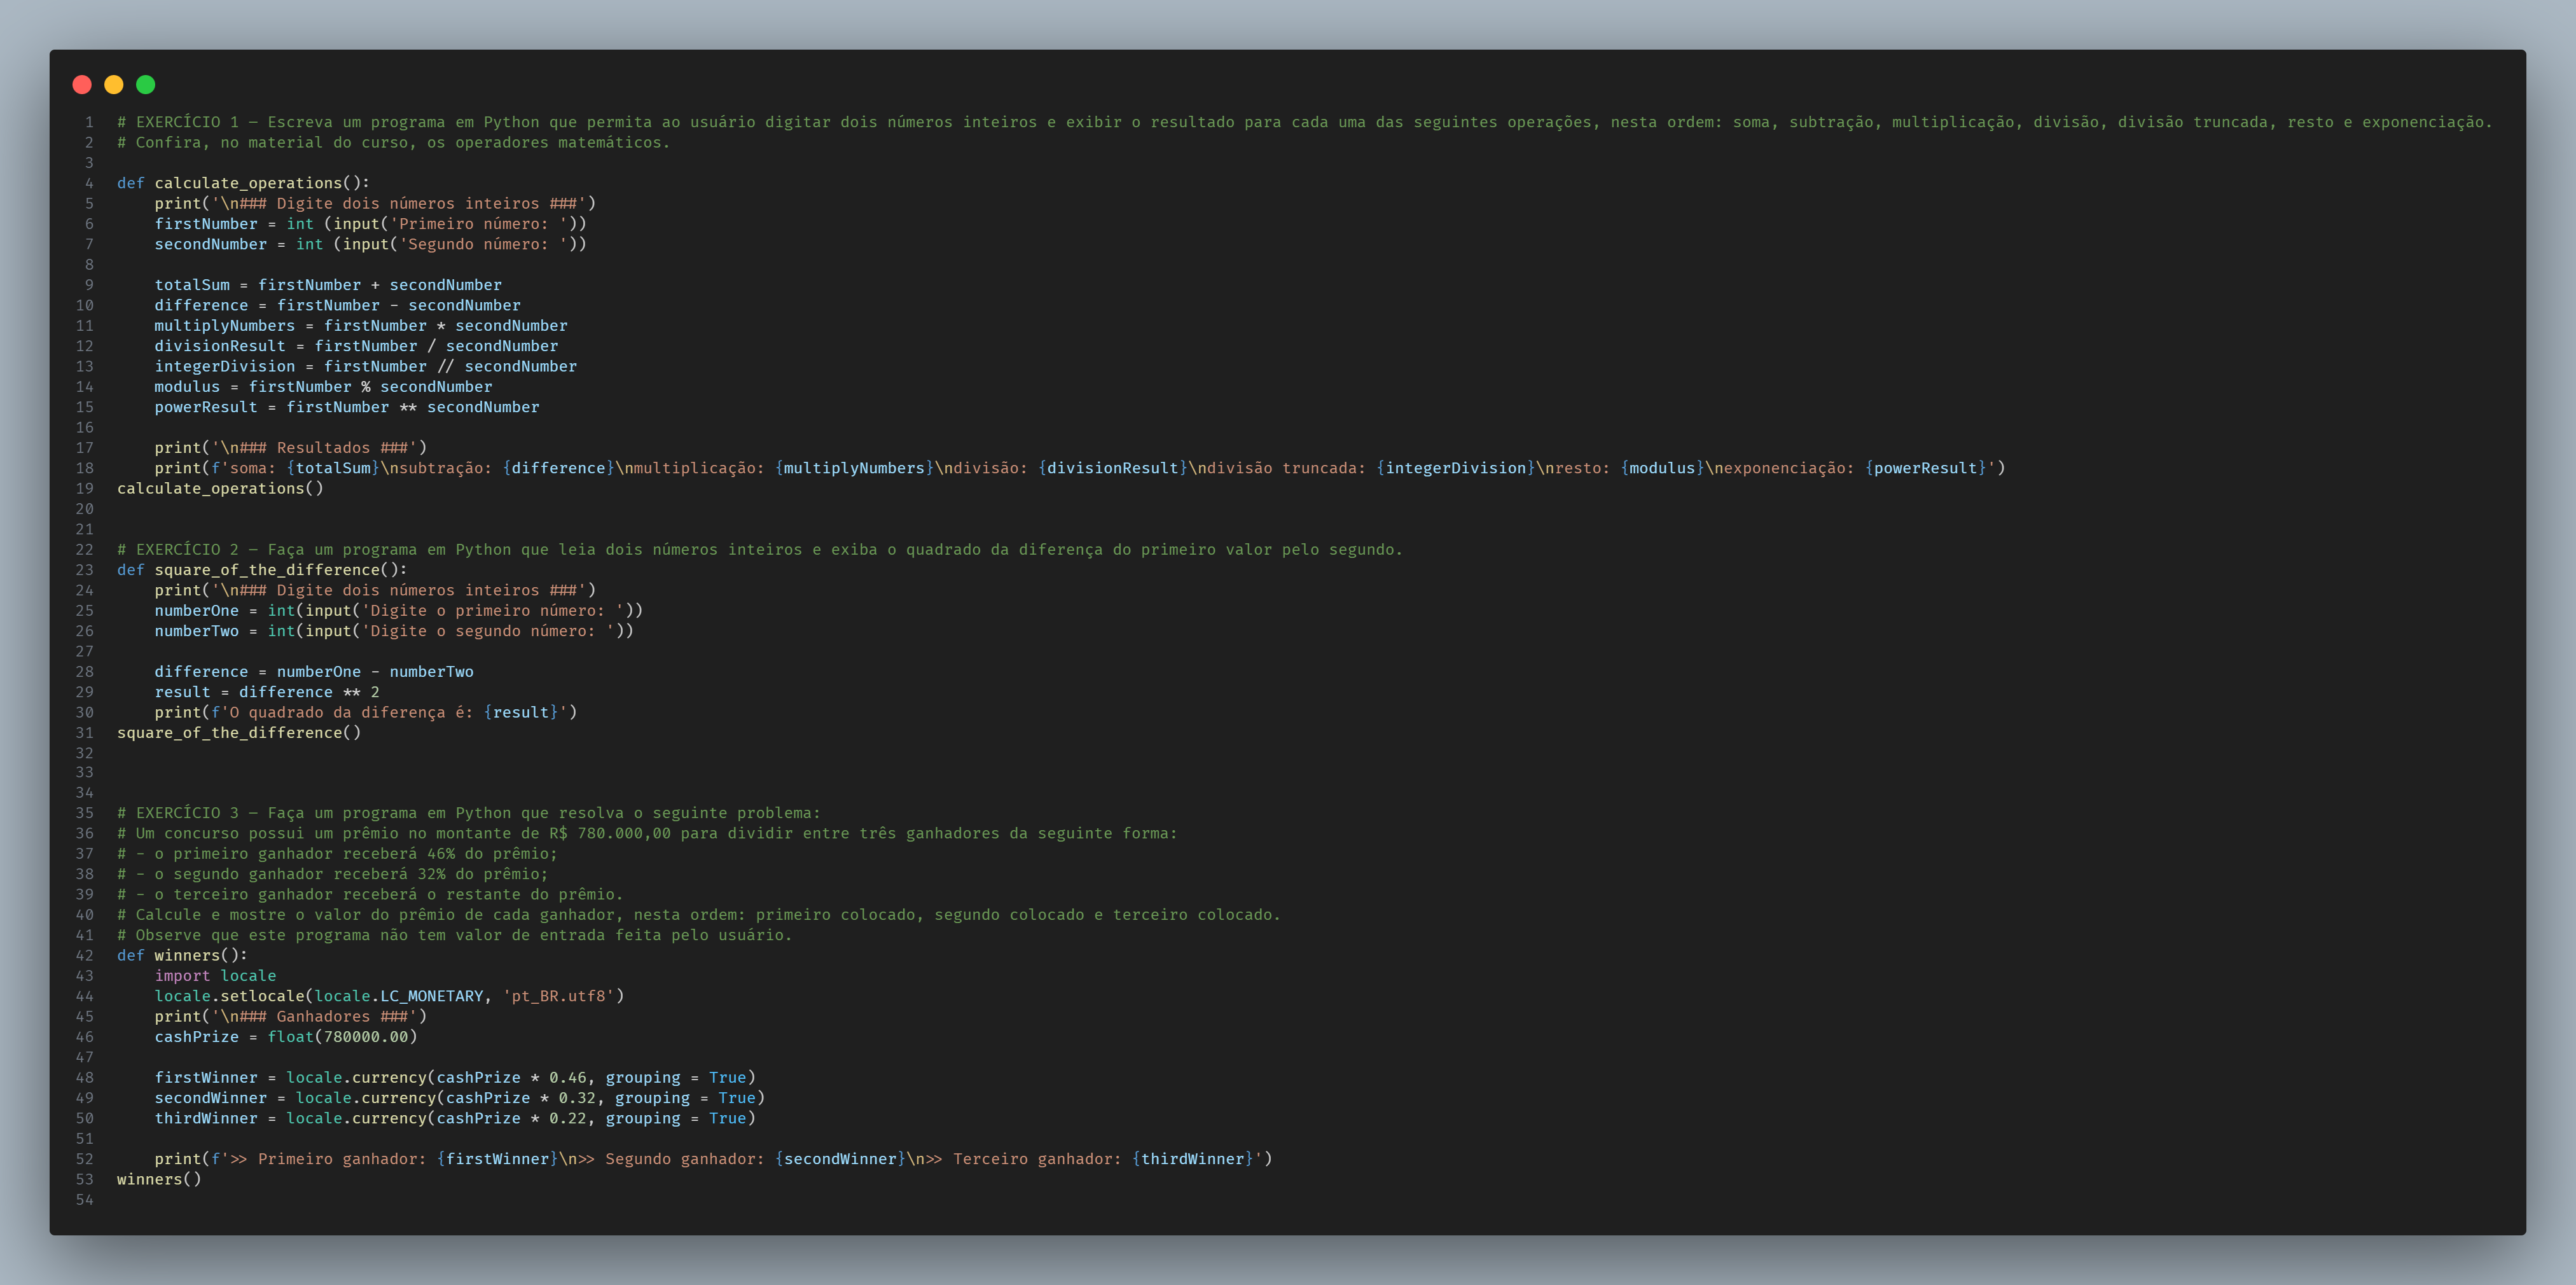 1 # EXERCÍCIO 1 – Escreva um programa em Python que permita ao usuário digitar dois números inteiros e exibir o resultado para cada uma das seguintes operações, nesta ordem: soma, subtração, multiplicação, divisão, divisão truncada, resto e exponenciação.
2 # Confira, no material do curso, os operadores matemáticos.
3
4 def calculate_operations():
5     print('\n### Digite dois números inteiros ###')
6     firstNumber = int (input('Primeiro número: '))
7     secondNumber = int (input('Segundo número: '))
8
9     totalSum = firstNumber + secondNumber
10     difference = firstNumber - secondNumber
11     multiplyNumbers = firstNumber * secondNumber
12     divisionResult = firstNumber / secondNumber
13     integerDivision = firstNumber // secondNumber
14     modulus = firstNumber % secondNumber
15     powerResult = firstNumber ** secondNumber
16
17     print('\n### Resultados ###')
18     print(f'soma: {totalSum}\nsubtração: {difference}\nmultiplicação: {multiplyNumbers}\ndivisão: {divisionResult}\ndivisão truncada: {integerDivision}\nresto: {modulus}\nexponenciação: {powerResult}')
19 calculate_operations()
20
21
22 # EXERCÍCIO 2 – Faça um programa em Python que leia dois números inteiros e exiba o quadrado da diferença do primeiro valor pelo segundo.
23 def square_of_the_difference():
24     print('\n### Digite dois números inteiros ###')
25     numberOne = int(input('Digite o primeiro número: '))
26     numberTwo = int(input('Digite o segundo número: '))
27
28     difference = numberOne - numberTwo
29     result = difference ** 2
30     print(f'O quadrado da diferença é: {result}')
31 square_of_the_difference()
32
33
34
35 # EXERCÍCIO 3 – Faça um programa em Python que resolva o seguinte problema:
36 # Um concurso possui um prêmio no montante de R$ 780.000,00 para dividir entre três ganhadores da seguinte forma:
37 # - o primeiro ganhador receberá 46% do prêmio;
38 # - o segundo ganhador receberá 32% do prêmio;
39 # - o terceiro ganhador receberá o restante do prêmio.
40 # Calcule e mostre o valor do prêmio de cada ganhador, nesta ordem: primeiro colocado, segundo colocado e terceiro colocado.
41 # Observe que este programa não tem valor de entrada feita pelo usuário.
42 def winners():
43     import locale
44     locale.setlocale(locale.LC_MONETARY, 'pt_BR.utf8')
45     print('\n### Ganhadores ###')
46     cashPrize = float(780000.00)
47
48     firstWinner = locale.currency(cashPrize * 0.46, grouping = True)
49     secondWinner = locale.currency(cashPrize * 0.32, grouping = True)
50     thirdWinner = locale.currency(cashPrize * 0.22, grouping = True)
51
52     print(f'>> Primeiro ganhador: {firstWinner}\n>> Segundo ganhador: {secondWinner}\n>> Terceiro ganhador: {thirdWinner}')
53 winners()
54